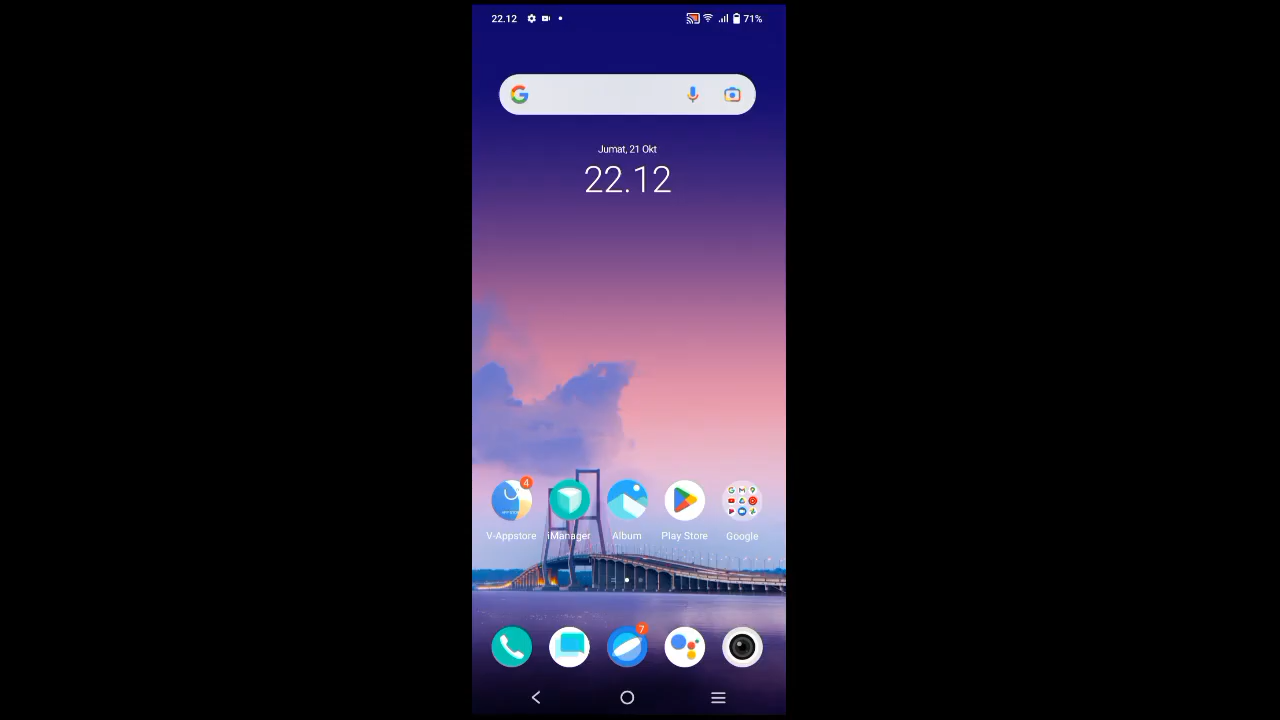 22.12
71%
Jumat, 21 Okt
22.12
4
V-Appstore
iManager
Album
Play Store
Google
7